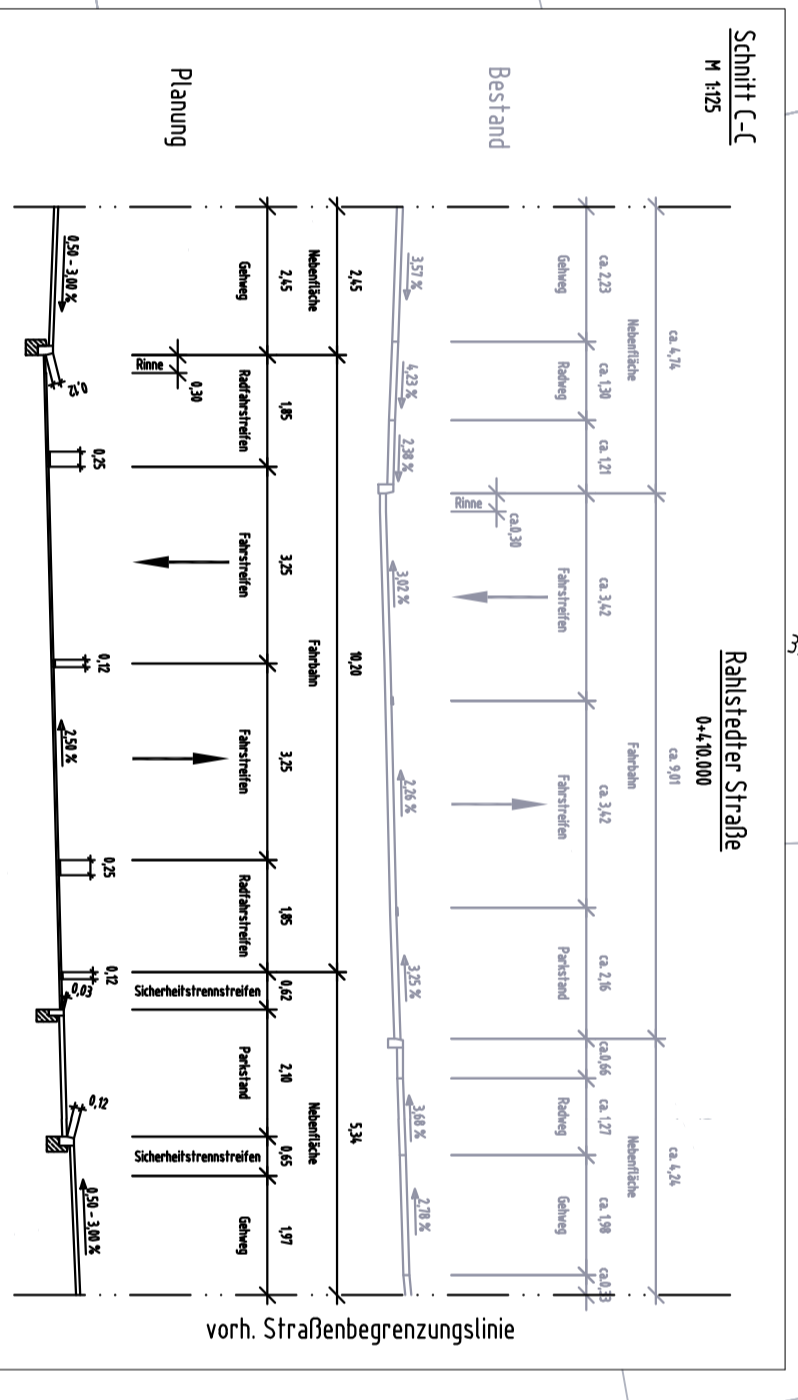 Schnitt C-C
M 1:125
Rahlstedter Straße
0+410.000
Bestand
ca. 4,74
ca. 9,01
ca. 4,24
Nebenfläche
Fahrbahn
Nebenfläche
ca. 2,23
ca. 1,30
ca. 1,21
ca. 3,42
ca. 3,42
ca. 2,16
ca.0,66
ca. 1,27
ca. 1,98
ca.0,33
Gehweg
Radweg
Fahrstreifen
Fahrstreifen
Parkstand
Radweg
Gehweg
ca.0,30
Rinne
3,57 %
4,23 %
2,38 %
3,02 %
2,26 %
3,25 %
3,68 %
2,78 %
Planung
2,45
10,20
5,34
Nebenfläche
Fahrbahn
Nebenfläche
2,45
1,85
3,25
3,25
1,85
0,62
2,10
0,65
1,97
Gehweg
Radfahrstreifen
Fahrstreifen
Fahrstreifen
Radfahrstreifen
Sicherheitstrennstreifen
Parkstand
Sicherheitstrennstreifen
Gehweg
0,30
Rinne
0,25
0,12
0,25
0,12
0,03
0,12
0,50 - 3,00 %
2,50 %
0,50 - 3,00 %
vorh. Straßenbegrenzungslinie